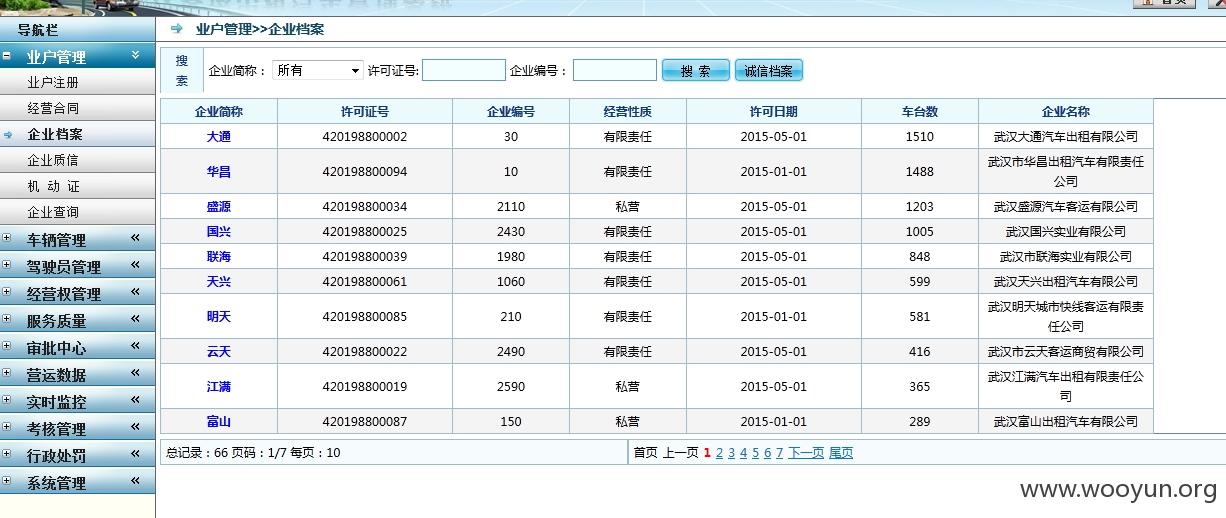 首页
导航栏
业户管理>>企业档案
业户管理
业户注册
经营合同
企业档案
企业质信
机 动 证
企业查询
车辆管理
驾驶员管理
经营权管理
服务质量
审批中心
营运数据
实时监控
考核管理
行政处罚
系统管理
搜索 企业简称： 所有 许可证号: 企业编号： 搜 索 诚信档案
企业简称 许可证号 企业编号 经营性质 许可日期 车台数 企业名称
大通 420198800002 30 有限责任 2015-05-01 1510 武汉大通汽车出租有限公司
华昌 420198800094 10 有限责任 2015-01-01 1488 武汉市华昌出租汽车有限责任
公司
盛源 420198800034 2110 私营 2015-05-01 1203 武汉盛源汽车客运有限公司
国兴 420198800025 2430 有限责任 2015-05-01 1005 武汉国兴实业有限公司
联海 420198800039 1980 有限责任 2015-05-01 848 武汉市联海实业有限公司
天兴 420198800061 1060 有限责任 2015-05-01 599 武汉天兴出租汽车有限公司
明天 420198800085 210 有限责任 2015-01-01 581 武汉明天城市快线客运有限责
任公司
云天 420198800022 2490 有限责任 2015-05-01 416 武汉市云天客运商贸有限公司
江满 420198800019 2590 私营 2015-05-01 365 武汉江满汽车出租有限责任公
司
富山 420198800087 150 私营 2015-01-01 289 武汉富山出租汽车有限公司
总记录：66 页码：1/7 每页：10 首页 上一页 1 2 3 4 5 6 7 下一页 尾页
www.wooyun.org